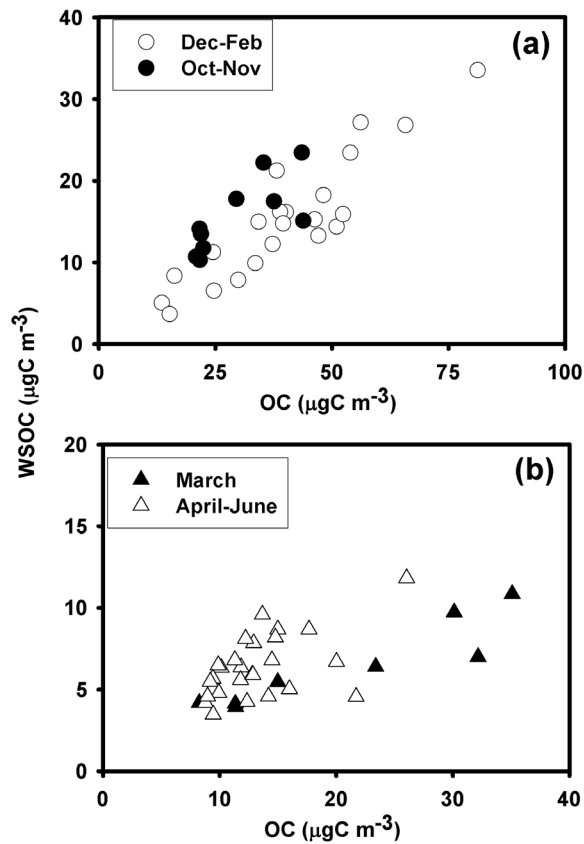 40
Dec-Feb
Oct-Nov
(a)
30
20
10
0
0 25 50 75 100
OC (µgC m⁻³)
WSOC (µgC m⁻³)
20
March
April-June
(b)
15
10
5
0
0 10 20 30 40
OC (µgC m⁻³)